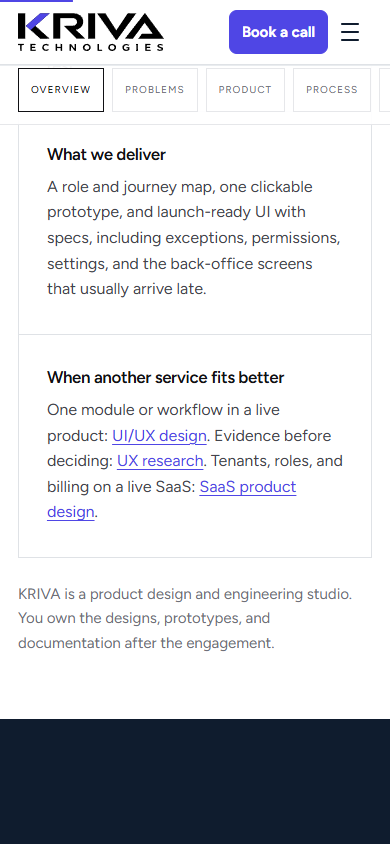 KRIVA
TECHNOLOGIES
Book a call
OVERVIEW
PROBLEMS
PRODUCT
PROCESS
What we deliver
A role and journey map, one clickable
prototype, and launch-ready UI with
specs, including exceptions, permissions,
settings, and the back-office screens
that usually arrive late.
When another service fits better
One module or workflow in a live
product: UI/UX design. Evidence before
deciding: UX research. Tenants, roles, and
billing on a live SaaS: SaaS product
design.
KRIVA is a product design and engineering studio.
You own the designs, prototypes, and
documentation after the engagement.